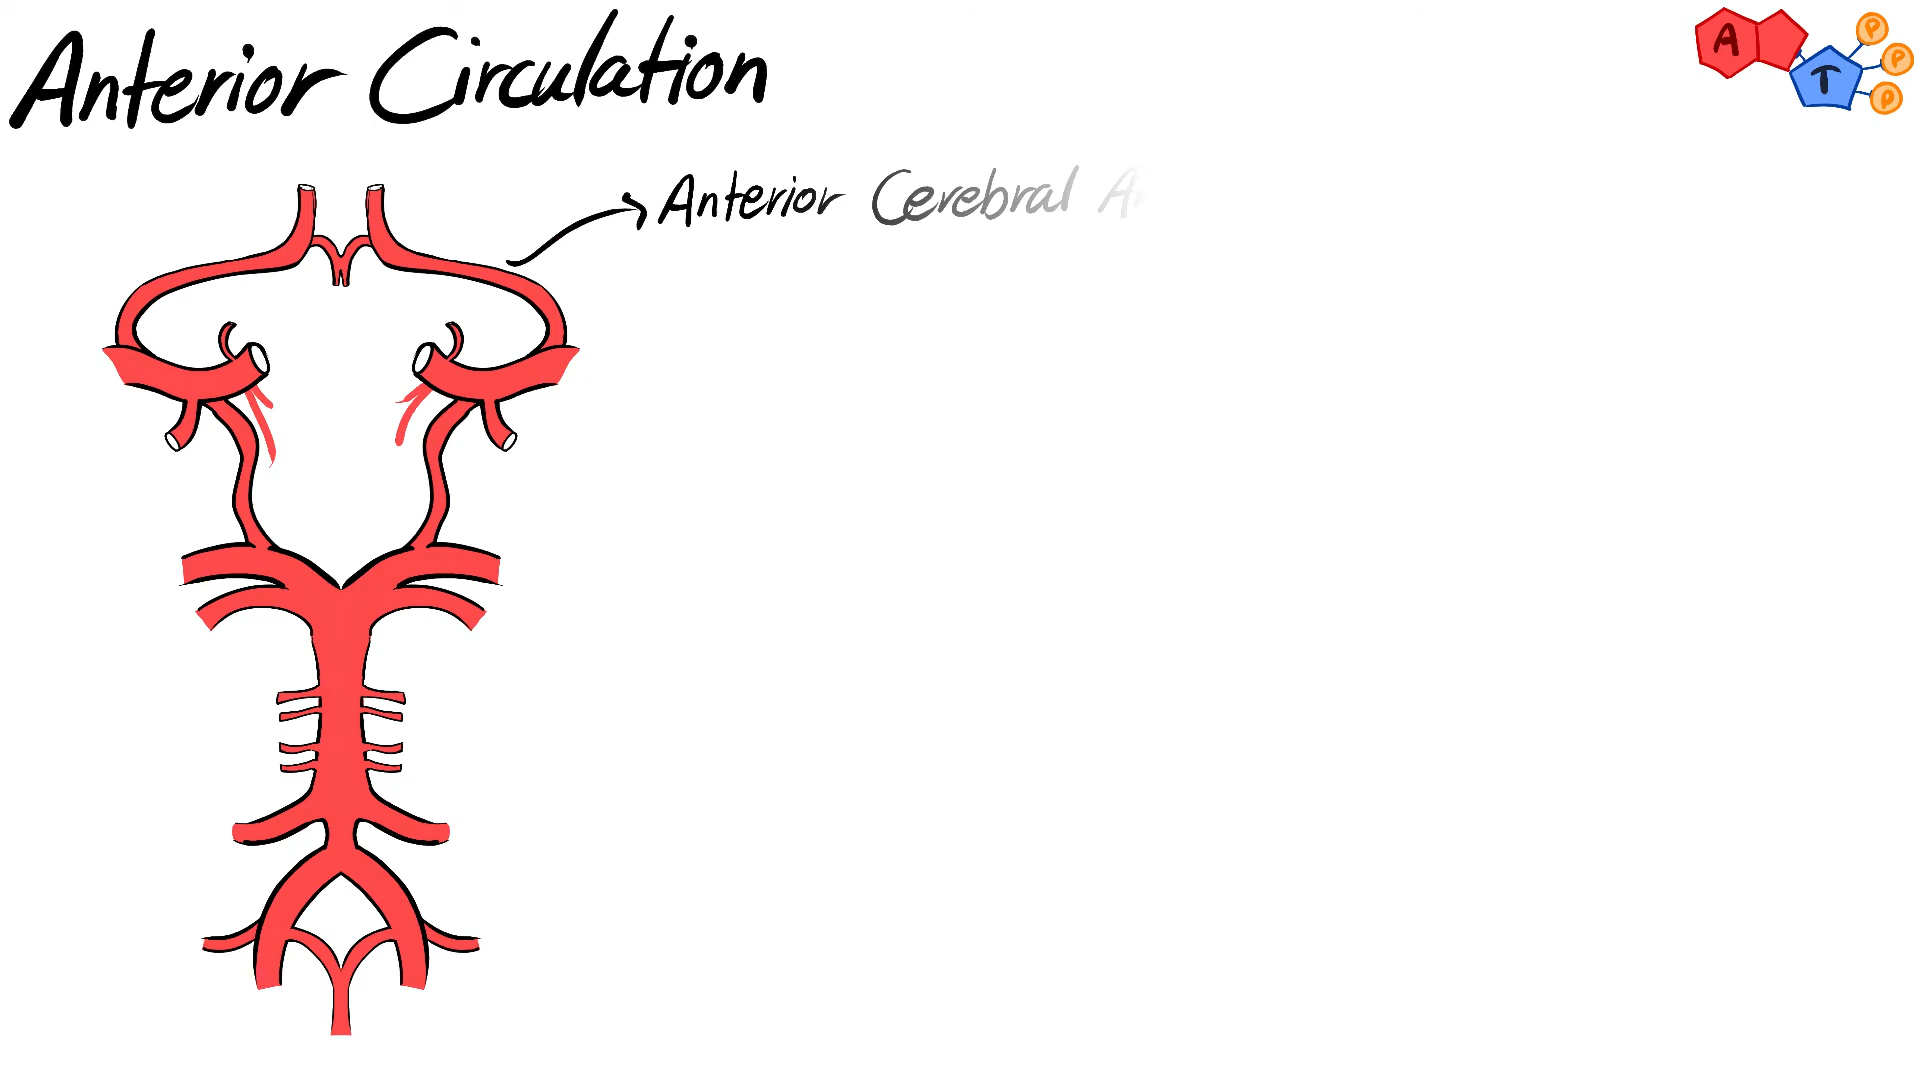 Anterior Circulation
A T P P P
Anterior Cerebral A